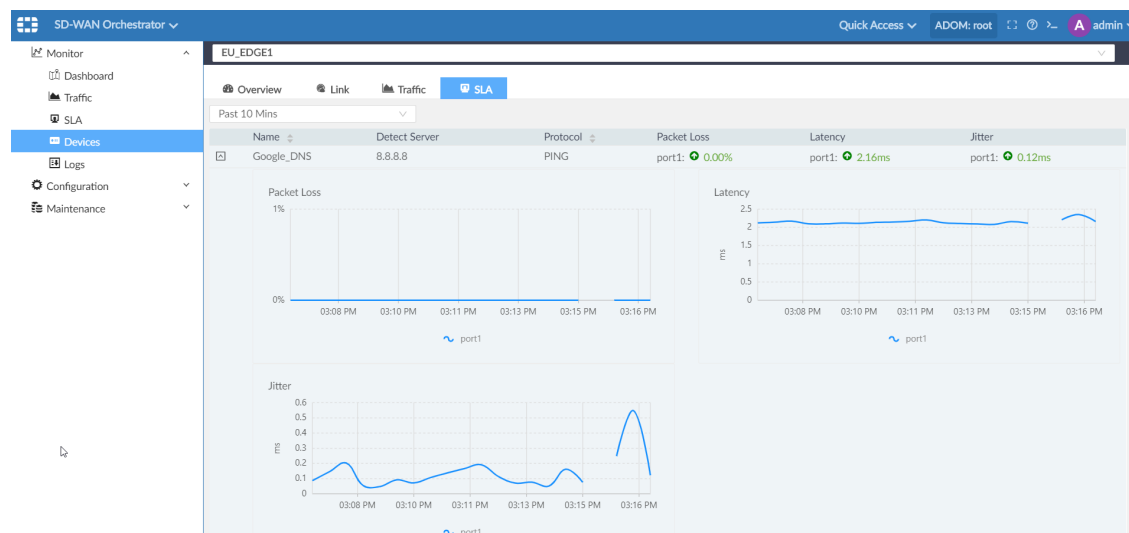 SD-WAN Orchestrator
Quick Access
ADOM: root
A admin
Monitor
Dashboard
Traffic
SLA
Devices
Logs
Configuration
Maintenance
EU_EDGE1
Overview Link Traffic SLA
Past 10 Mins
Name Detect Server Protocol Packet Loss Latency Jitter
Google_DNS 8.8.8.8 PING port1: 0.00% port1: 2.16ms port1: 0.12ms
Packet Loss
1%
0%
03:08 PM 03:10 PM 03:11 PM 03:13 PM 03:15 PM 03:16 PM
port1
Latency
2.5
2
1.5
ms
1
0.5
0
03:08 PM 03:10 PM 03:11 PM 03:13 PM 03:15 PM 03:16 PM
port1
Jitter
0.6
0.5
0.4
ms
0.3
0.2
0.1
0
03:08 PM 03:10 PM 03:11 PM 03:13 PM 03:15 PM 03:16 PM
port1